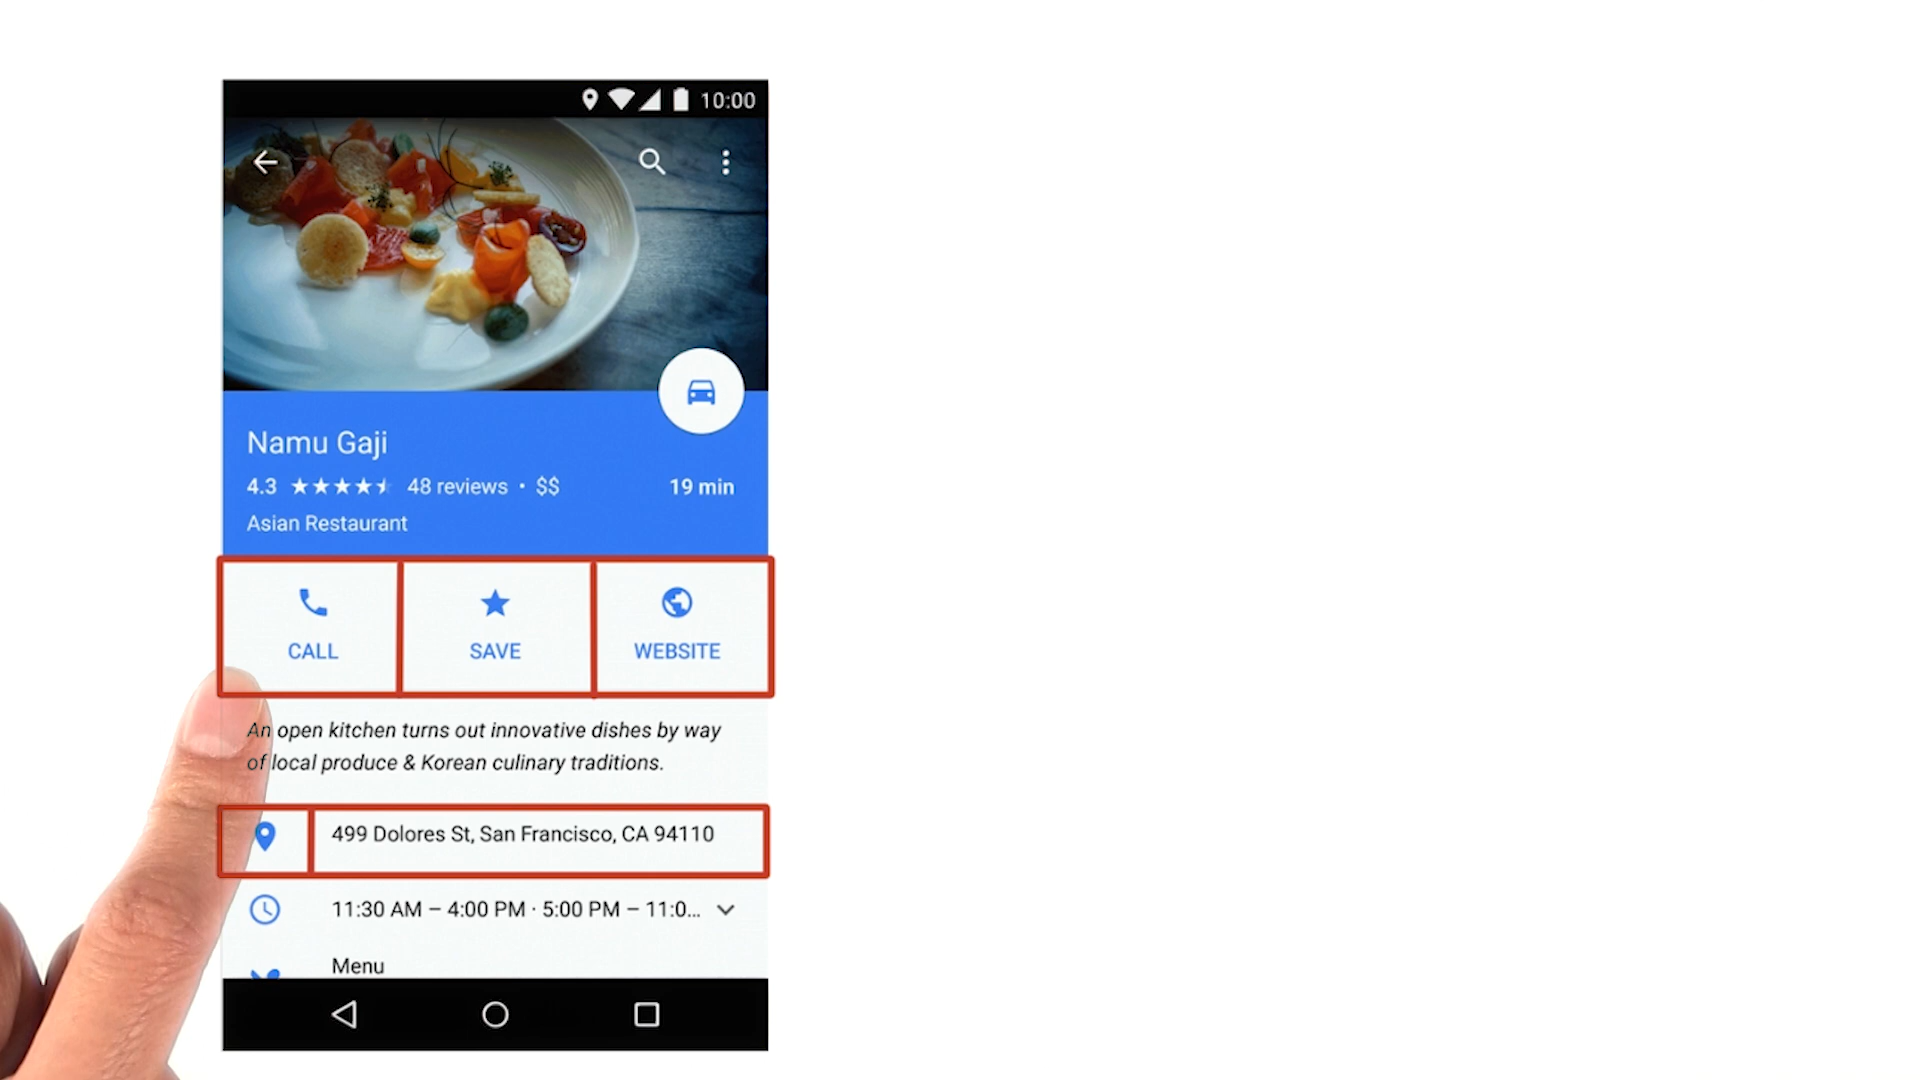 10:00
Namu Gaji
4.3 48 reviews · $$ 19 min
Asian Restaurant
CALL SAVE WEBSITE
An open kitchen turns out innovative dishes by way
of local produce & Korean culinary traditions.
499 Dolores St, San Francisco, CA 94110
11:30 AM – 4:00 PM · 5:00 PM – 11:0...
Menu